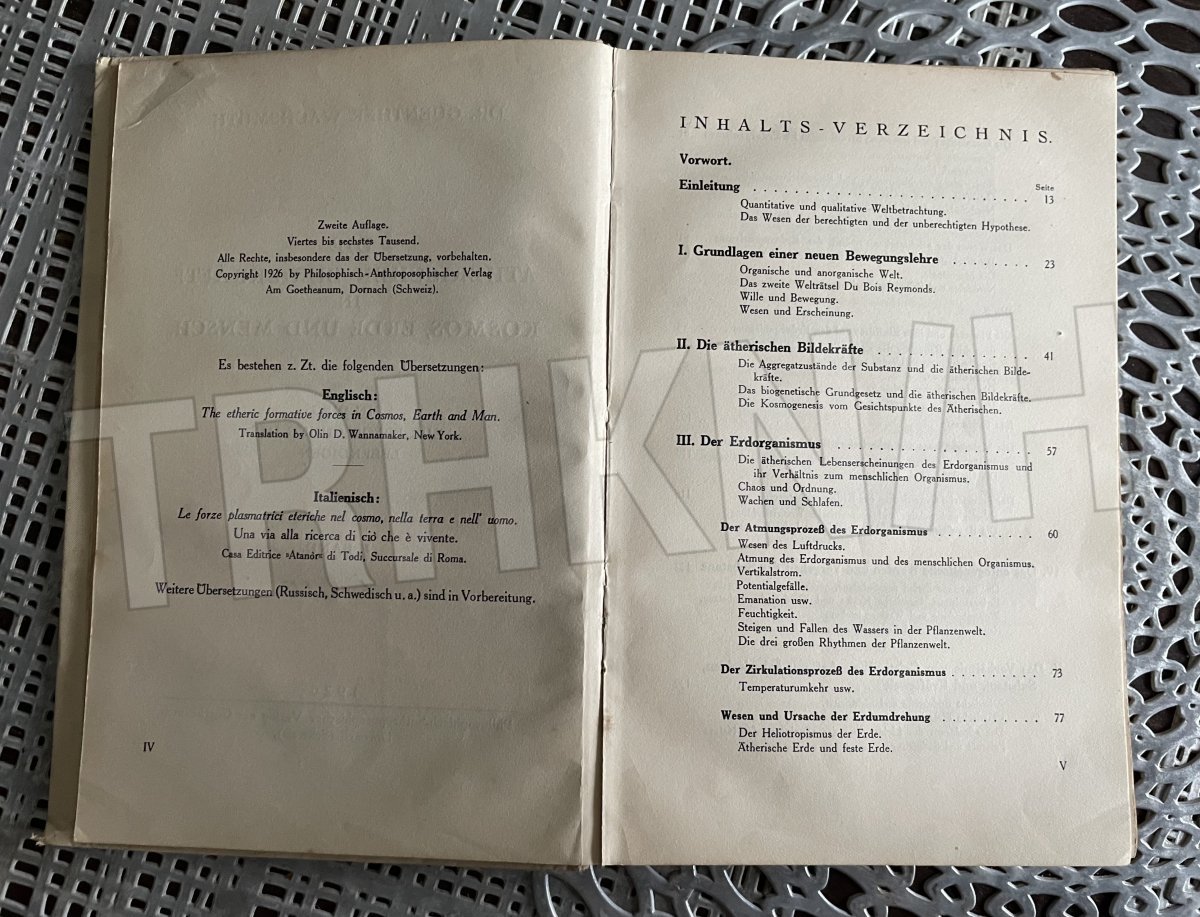 Zweite Auflage.
Viertes bis sechstes Tausend.
Alle Rechte, insbesondere das der Übersetzung, vorbehalten.
Copyright 1926 by Philosophisch-Anthroposophischer Verlag
Am Goetheanum, Dornach (Schweiz).
Es bestehen z. Zt. die folgenden Übersetzungen:
Englisch:
The etheric formative forces in Cosmos, Earth and Man.
Translation by Olin D. Wannamaker, New York.
Italienisch:
Le forze plasmatrici eteriche nel cosmo, nella terra e nell' uomo.
Una via alla ricerca di ciò che è vivente.
Casa Editrice »Atanòr« di Todi, Succursale di Roma.
Weitere Übersetzungen (Russisch, Schwedisch u. a.) sind in Vorbereitung.
IV
INHALTS-VERZEICHNIS.
Vorwort.
Seite
Einleitung . . . . . . . . . . . . . . . . . . . . . . . . . . . 13
Quantitative und qualitative Weltbetrachtung.
Das Wesen der berechtigten und der unberechtigten Hypothese.
I. Grundlagen einer neuen Bewegungslehre . . . . . . . . 23
Organische und anorganische Welt.
Das zweite Welträtsel Du Bois Reymonds.
Wille und Bewegung.
Wesen und Erscheinung.
II. Die ätherischen Bildekräfte . . . . . . . . . . . . . . . 41
Die Aggregatzustände der Substanz und die ätherischen Bilde-
kräfte.
Das biogenetische Grundgesetz und die ätherischen Bildekräfte.
Die Kosmogenesis vom Gesichtspunkte des Ätherischen.
III. Der Erdorganismus . . . . . . . . . . . . . . . . . . . 57
Die ätherischen Lebenserscheinungen des Erdorganismus und
ihr Verhältnis zum menschlichen Organismus.
Chaos und Ordnung.
Wachen und Schlafen.
Der Atmungsprozeß des Erdorganismus . . . . . . . . . . 60
Wesen des Luftdrucks.
Atmung des Erdorganismus und des menschlichen Organismus.
Vertikalstrom.
Potentialgefälle.
Emanation usw.
Feuchtigkeit.
Steigen und Fallen des Wassers in der Pflanzenwelt.
Die drei großen Rhythmen der Pflanzenwelt.
Der Zirkulationsprozeß des Erdorganismus . . . . . . . . . 73
Temperaturumkehr usw.
Wesen und Ursache der Erdumdrehung . . . . . . . . . . 77
Der Heliotropismus der Erde.
Ätherische Erde und feste Erde.
V